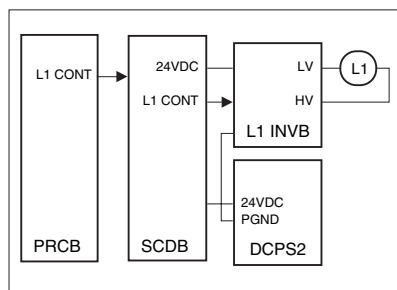 L1 CONT
PRCB
24VDC
L1 CONT
SCDB
LV
HV
L1 INVB
L1
24VDC
PGND
DCPS2